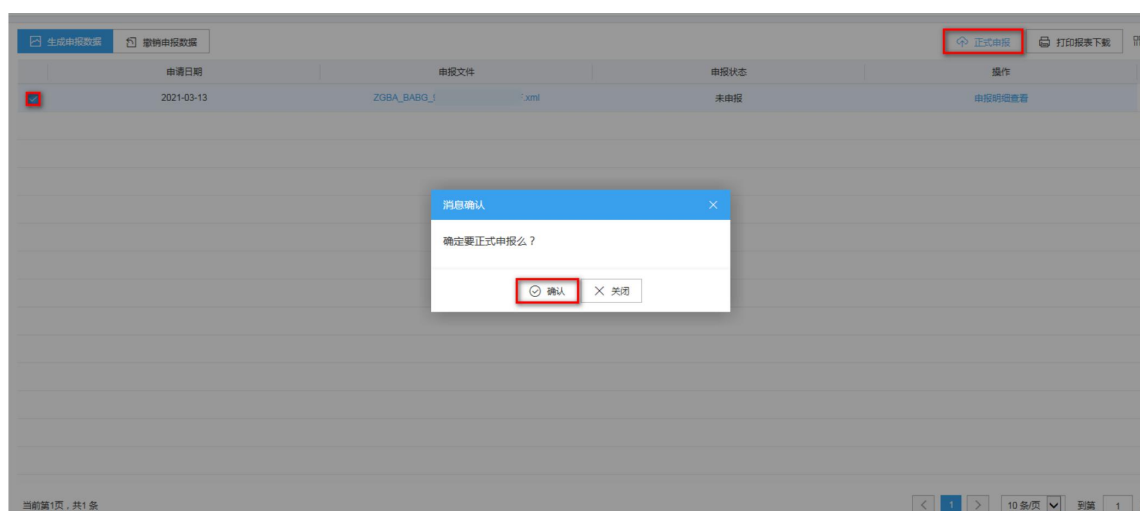 生成申报数据 撤销申报数据 正式申报 打印报表下载
申请日期 申报文件 申报状态 操作
2021-03-13 ZGBA_BABG_ .xml 未申报 申报明细查看
消息确认
确定要正式申报么？
确认 关闭
当前第1页，共1条 1 10 条/页 到第 1